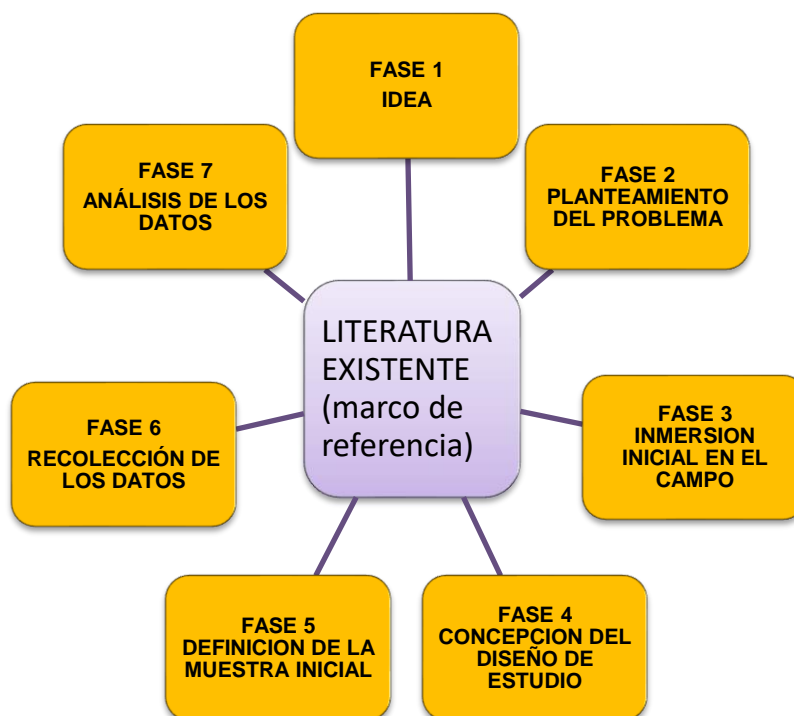 FASE 1
IDEA
FASE 2
PLANTEAMIENTO
DEL PROBLEMA
FASE 3
INMERSION
INICIAL EN EL
CAMPO
FASE 4
CONCEPCION DEL
DISEÑO DE
ESTUDIO
FASE 5
DEFINICION DE LA
MUESTRA INICIAL
FASE 6
RECOLECCIÓN DE
LOS DATOS
FASE 7
ANÁLISIS DE LOS
DATOS
LITERATURA
EXISTENTE
(marco de
referencia)